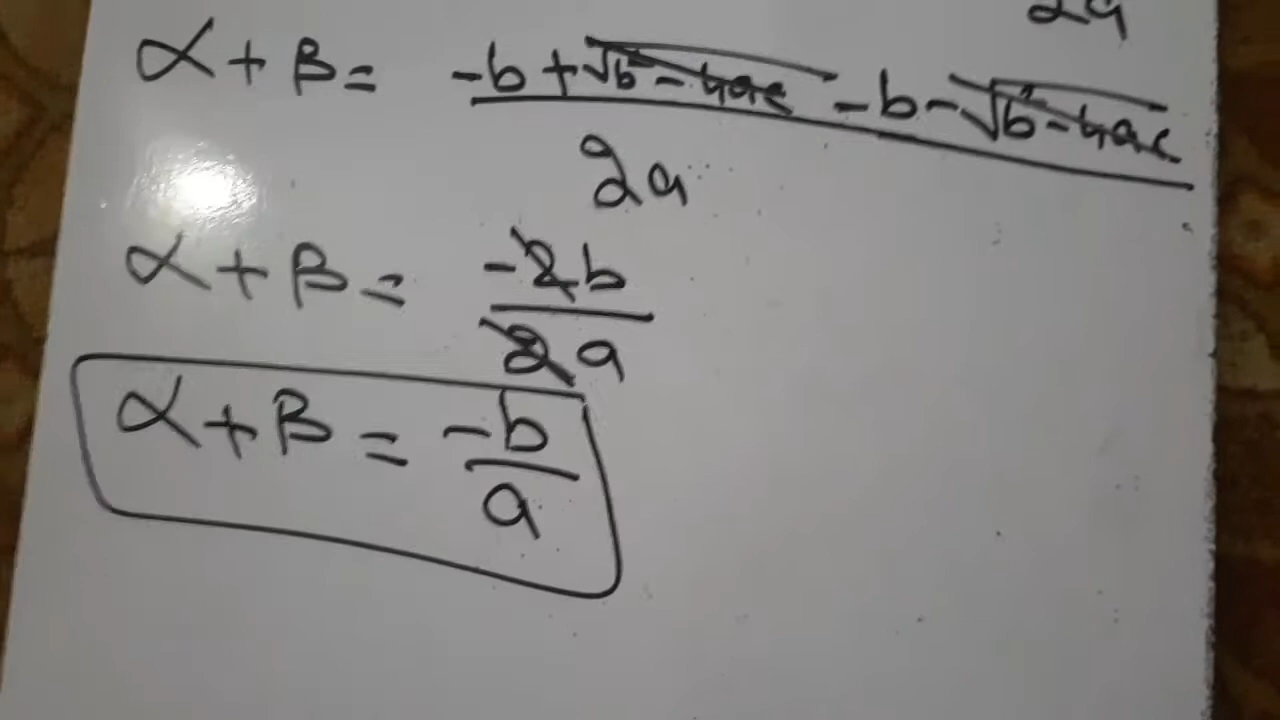 2a
α + β = -b + √b² - 4ac - b - √b² - 4ac
2a
α + β = -2b
2a
α + β = -b
a